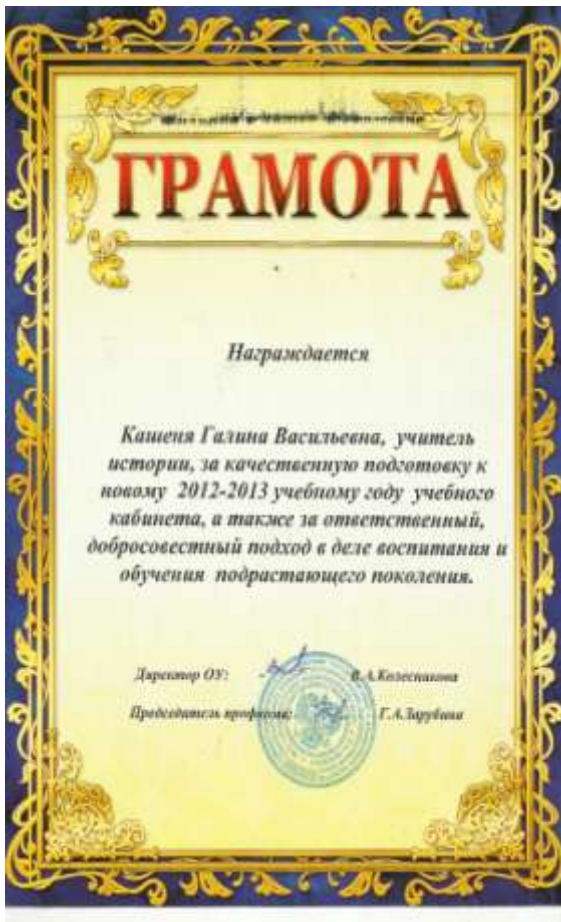 ГРАМОТА
Награждается
Кашеня Галина Васильевна, учитель
истории, за качественную подготовку к
новому 2012-2013 учебному году учебного
кабинета, а также за ответственный,
добросовестный подход в деле воспитания и
обучения подрастающего поколения.
Директор ОУ: В.А.Колесникова
Председатель профкома: Г.А.Зарубина